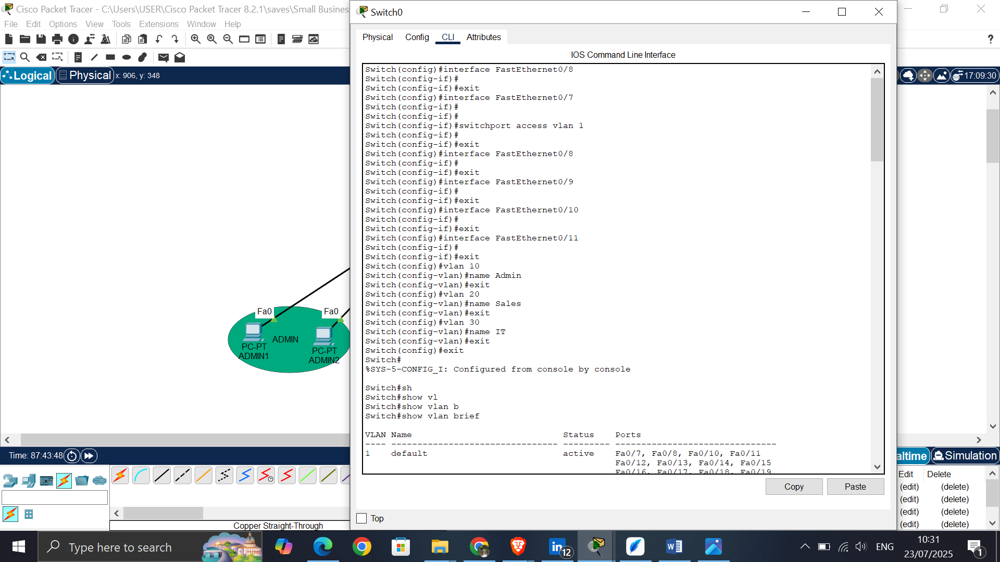 Cisco Packet Tracer - C:\Users\USER\Cisco Packet Tracer 8.2.1\saves\Small Business
File Edit Options View Tools Extensions Window Help
Logical Physical x: 906, y: 348
17:09:30
?
Fa0 Fa0
ADMIN
PC-PT
ADMIN1
PC-PT
ADMIN2
Time: 87:43:48
altime Simulation
Copper Straight-Through
Edit Delete
(edit) (delete)
(edit) (delete)
(edit) (delete)
(edit) (delete)
Switch0
Physical Config CLI Attributes
IOS Command Line Interface
Switch(config)#interface FastEthernet0/8
Switch(config-if)#
Switch(config-if)#exit
Switch(config)#interface FastEthernet0/7
Switch(config-if)#
Switch(config-if)#
Switch(config-if)#switchport access vlan 1
Switch(config-if)#
Switch(config-if)#exit
Switch(config)#interface FastEthernet0/8
Switch(config-if)#
Switch(config-if)#exit
Switch(config)#interface FastEthernet0/9
Switch(config-if)#
Switch(config-if)#exit
Switch(config)#interface FastEthernet0/10
Switch(config-if)#
Switch(config-if)#exit
Switch(config)#interface FastEthernet0/11
Switch(config-if)#
Switch(config-if)#exit
Switch(config)#vlan 10
Switch(config-vlan)#name Admin
Switch(config-vlan)#exit
Switch(config)#vlan 20
Switch(config-vlan)#name Sales
Switch(config-vlan)#exit
Switch(config)#vlan 30
Switch(config-vlan)#name IT
Switch(config-vlan)#exit
Switch(config)#exit
Switch#
%SYS-5-CONFIG_I: Configured from console by console
Switch#sh
Switch#show vl
Switch#show vlan b
Switch#show vlan brief
VLAN Name Status Ports
---- -------------------------------- --------- -------------------------------
1 default active Fa0/7, Fa0/8, Fa0/10, Fa0/11
Fa0/12, Fa0/13, Fa0/14, Fa0/15
Fa0/16, Fa0/17, Fa0/18, Fa0/19
Copy Paste
Top
Type here to search
in 12
ENG
10:31
23/07/2025
1